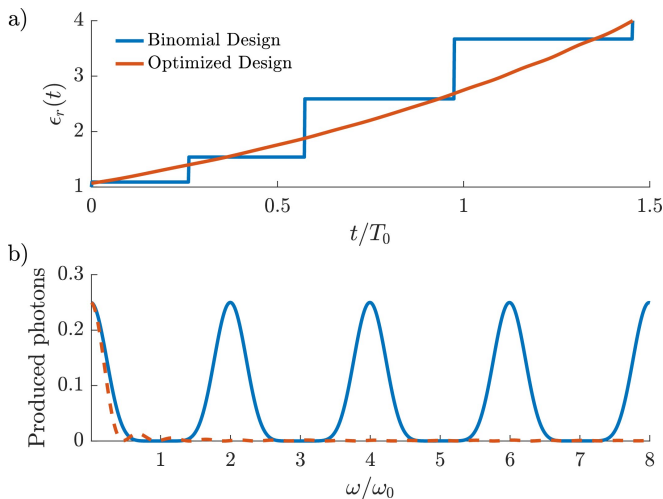 a)
4
3
2
1
ϵr(t)
Binomial Design
Optimized Design
0 0.5 1 1.5
t/T0
b)
0.3
0.2
0.1
0
Produced photons
1 2 3 4 5 6 7 8
ω/ω0